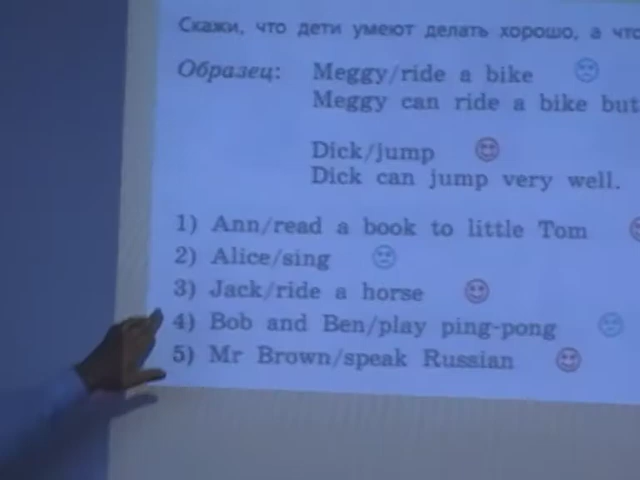 Скажи, что дети умеют делать хорошо, а что
Образец: Meggy/ride a bike
Meggy can ride a bike but
Dick/jump
Dick can jump very well.
1) Ann/read a book to little Tom
2) Alice/sing
3) Jack/ride a horse
4) Bob and Ben/play ping-pong
5) Mr Brown/speak Russian